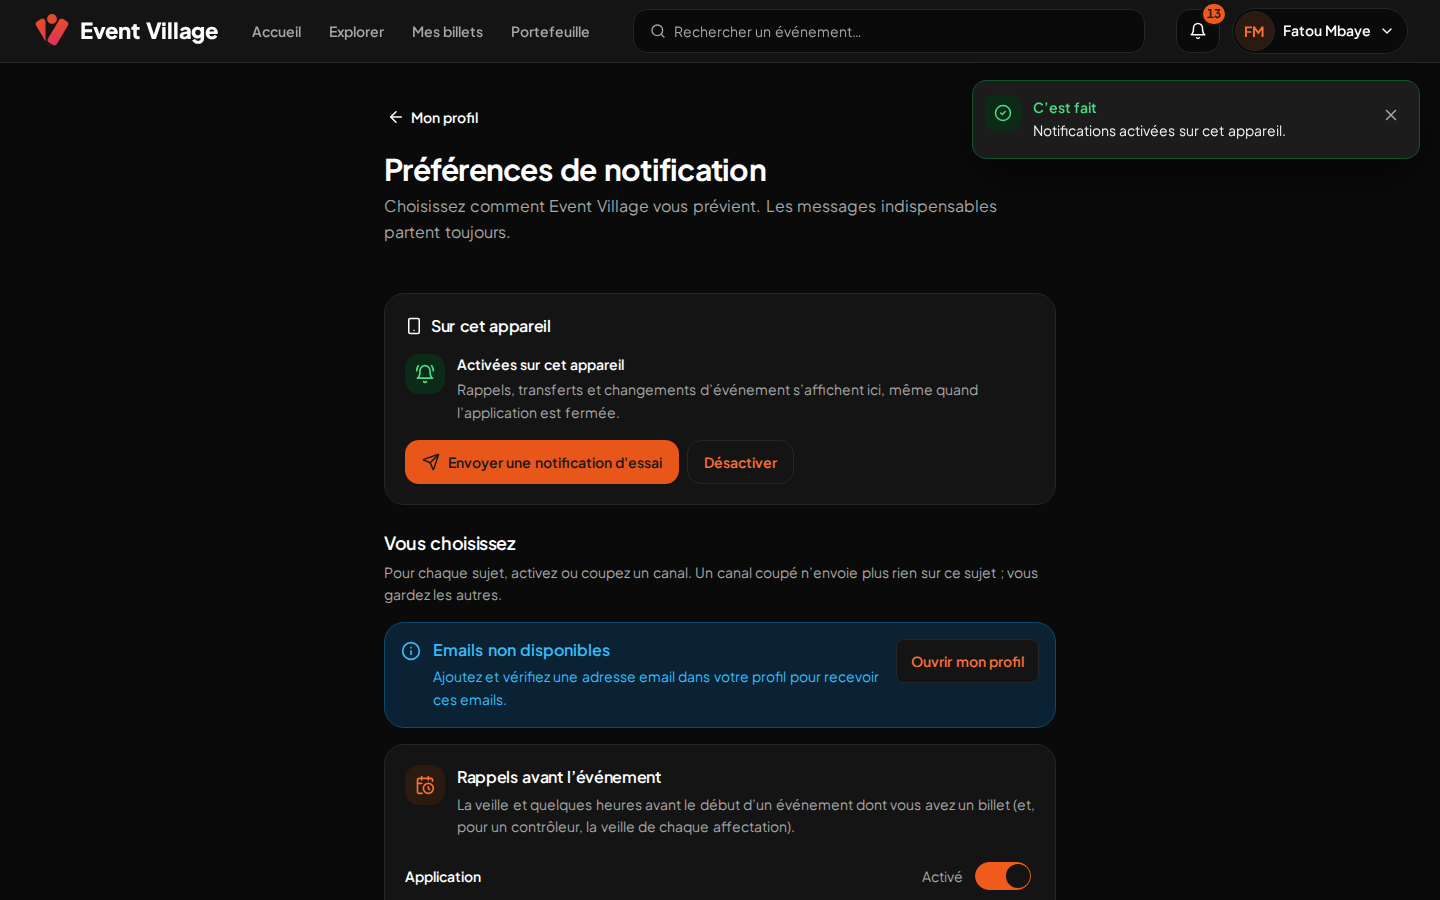 Event Village
Accueil
Explorer
Mes billets
Portefeuille
Rechercher un événement…
13
FM
Fatou Mbaye
C’est fait
Notifications activées sur cet appareil.
Mon profil
Préférences de notification
Choisissez comment Event Village vous prévient. Les messages indispensables
partent toujours.
Sur cet appareil
Activées sur cet appareil
Rappels, transferts et changements d’événement s’affichent ici, même quand
l’application est fermée.
Envoyer une notification d'essai
Désactiver
Vous choisissez
Pour chaque sujet, activez ou coupez un canal. Un canal coupé n’envoie plus rien sur ce sujet ; vous
gardez les autres.
Emails non disponibles
Ajoutez et vérifiez une adresse email dans votre profil pour recevoir
ces emails.
Ouvrir mon profil
Rappels avant l’événement
La veille et quelques heures avant le début d’un événement dont vous avez un billet (et,
pour un contrôleur, la veille de chaque affectation).
Application
Activé